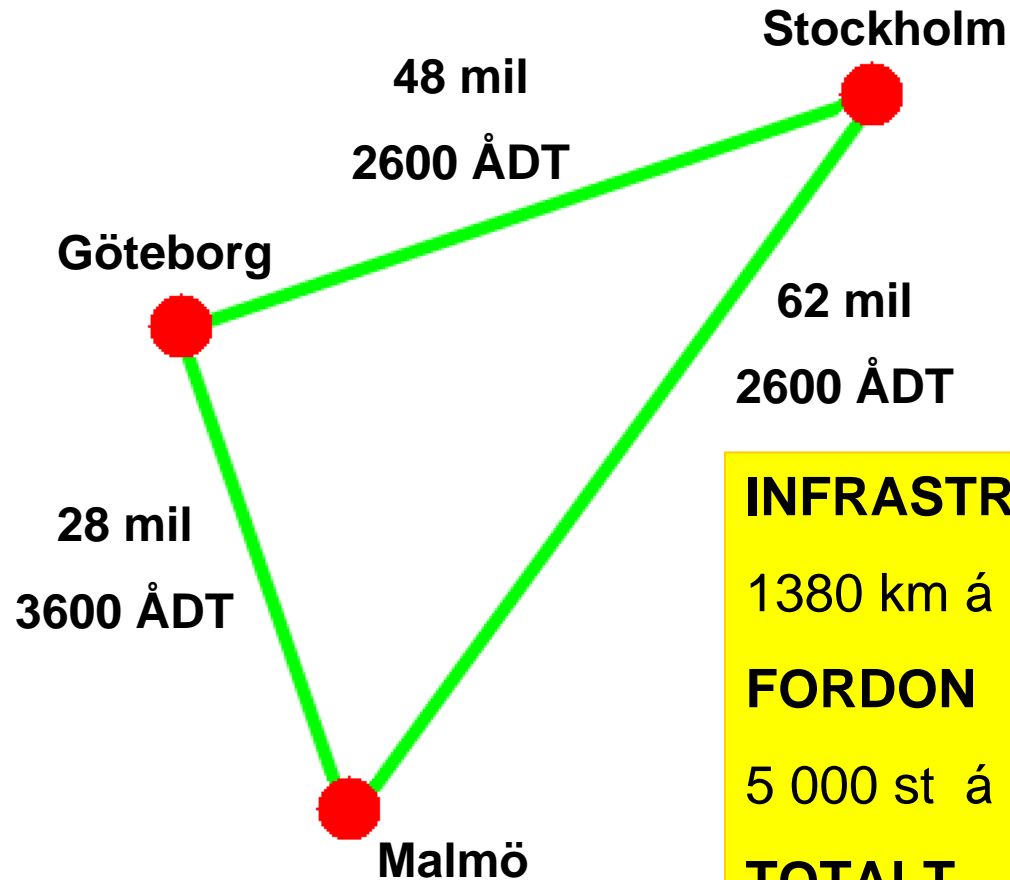 Stockholm
48 mil
2600 ÅDT
Göteborg
62 mil
2600 ÅDT
28 mil
3600 ÅDT
INFRASTR
1380 km á
FORDON
5 000 st á
TOTALT
Malmö